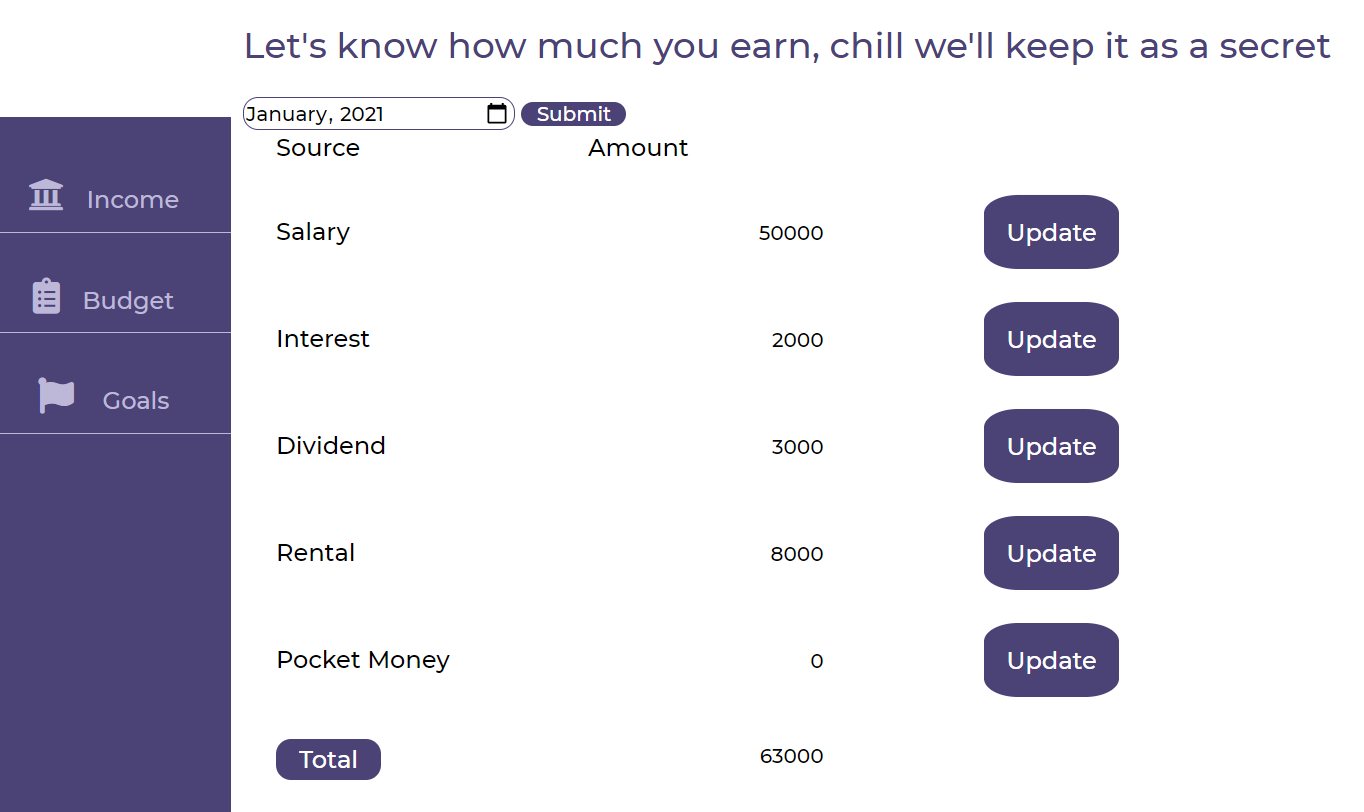 Let's know how much you earn, chill we'll keep it as a secret
January, 2021 Submit
Source Amount
Income
Salary 50000 Update
Budget
Interest 2000 Update
Goals
Dividend 3000 Update
Rental 8000 Update
Pocket Money 0 Update
Total 63000